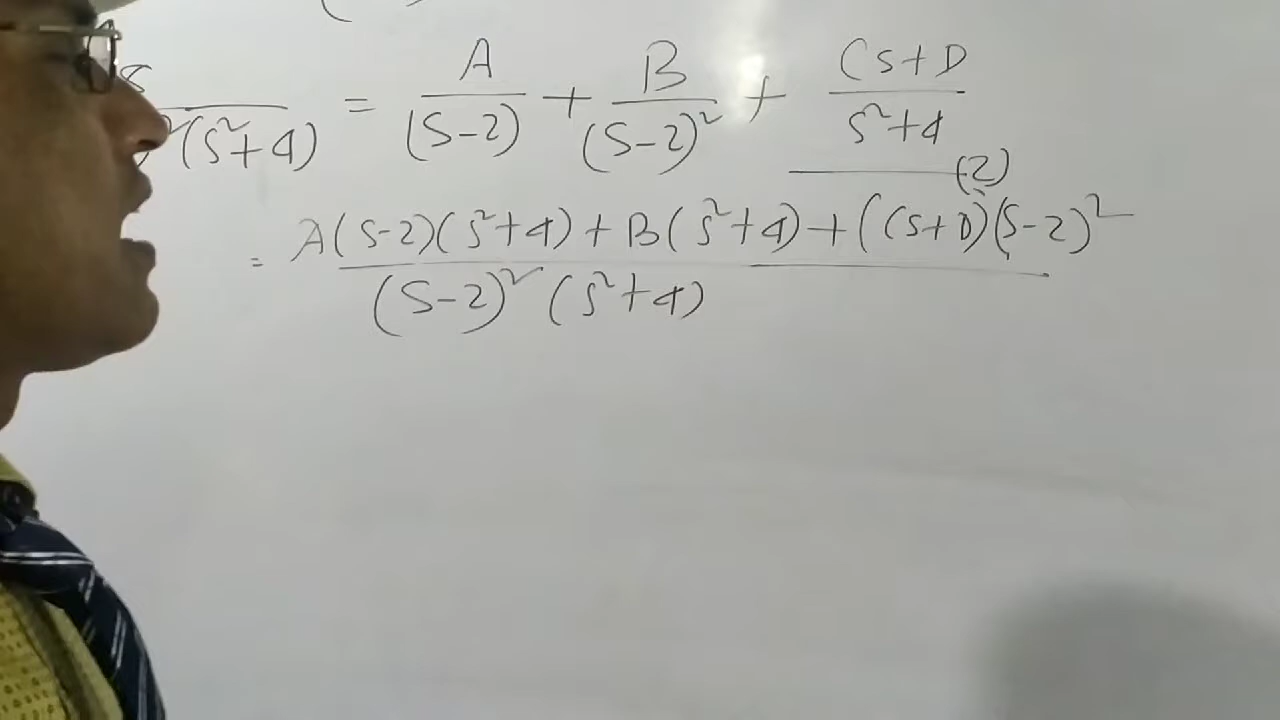 s/(s²+4) = A/(s-2) + B/(s-2)² + (Cs+D)/(s²+4) (2)
= A(s-2)(s²+4) + B(s²+4) + (Cs+D)(s-2)² / (s-2)² (s²+4)